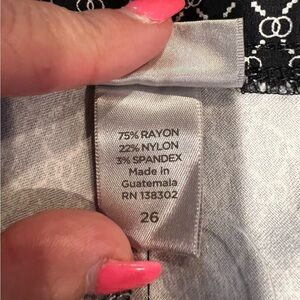 75% RAYON
22% NYLON
3% SPANDEX
Made in
Guatemala
RN 138302
26